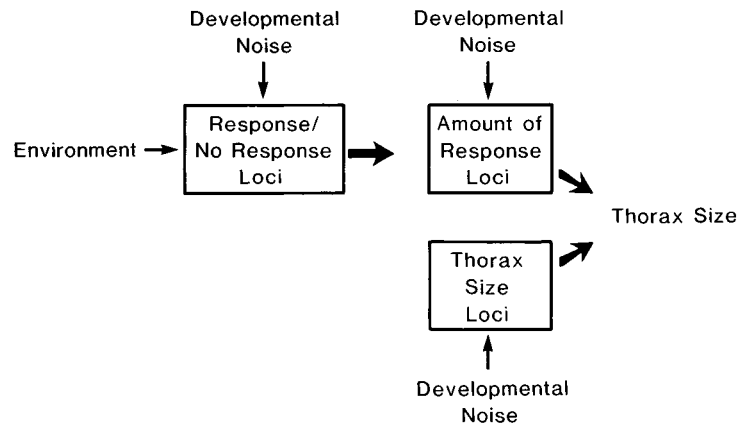 Developmental
Noise
Developmental
Noise
Environment
Response/
No Response
Loci
Amount of
Response
Loci
Thorax Size
Thorax
Size
Loci
Developmental
Noise